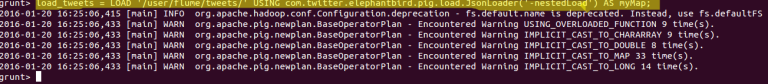 grunt> load_tweets = LOAD '/user/flume/tweets/' USING com.twitter.elephantbird.pig.load.JsonLoader('-nestedLoad') AS myMap;
2016-01-20 16:25:06,415 [main] INFO  org.apache.hadoop.conf.Configuration.deprecation - fs.default.name is deprecated. Instead, use fs.defaultFS
2016-01-20 16:25:06,433 [main] WARN  org.apache.pig.newplan.BaseOperatorPlan - Encountered Warning USING_OVERLOADED_FUNCTION 9 time(s).
2016-01-20 16:25:06,433 [main] WARN  org.apache.pig.newplan.BaseOperatorPlan - Encountered Warning IMPLICIT_CAST_TO_CHARARRAY 9 time(s).
2016-01-20 16:25:06,433 [main] WARN  org.apache.pig.newplan.BaseOperatorPlan - Encountered Warning IMPLICIT_CAST_TO_DOUBLE 8 time(s).
2016-01-20 16:25:06,433 [main] WARN  org.apache.pig.newplan.BaseOperatorPlan - Encountered Warning IMPLICIT_CAST_TO_MAP 33 time(s).
2016-01-20 16:25:06,433 [main] WARN  org.apache.pig.newplan.BaseOperatorPlan - Encountered Warning IMPLICIT_CAST_TO_LONG 14 time(s).
grunt>